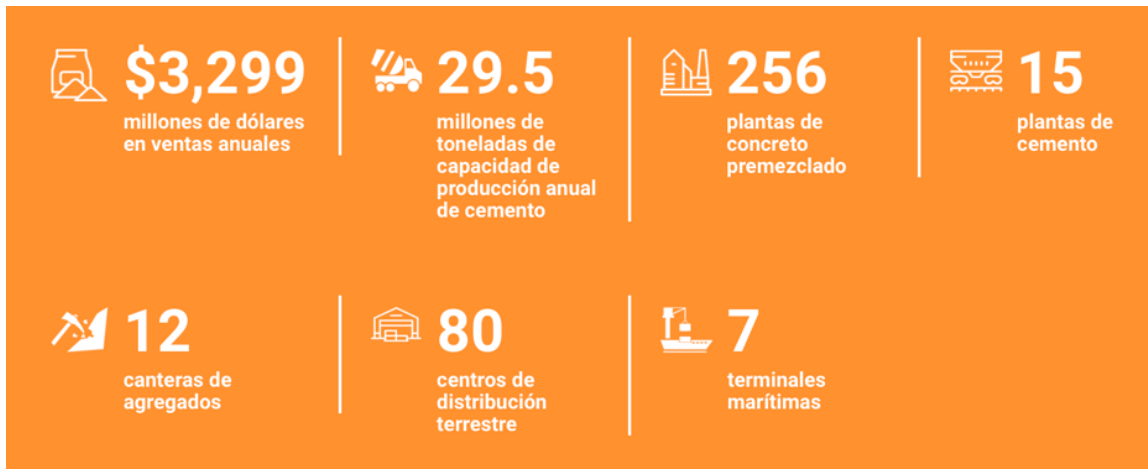 $3,299
millones de dólares
en ventas anuales
29.5
millones de
toneladas de
capacidad de
producción anual
de cemento
256
plantas de
concreto
premezclado
15
plantas de
cemento
12
canteras de
agregados
80
centros de
distribución
terrestre
7
terminales
marítimas